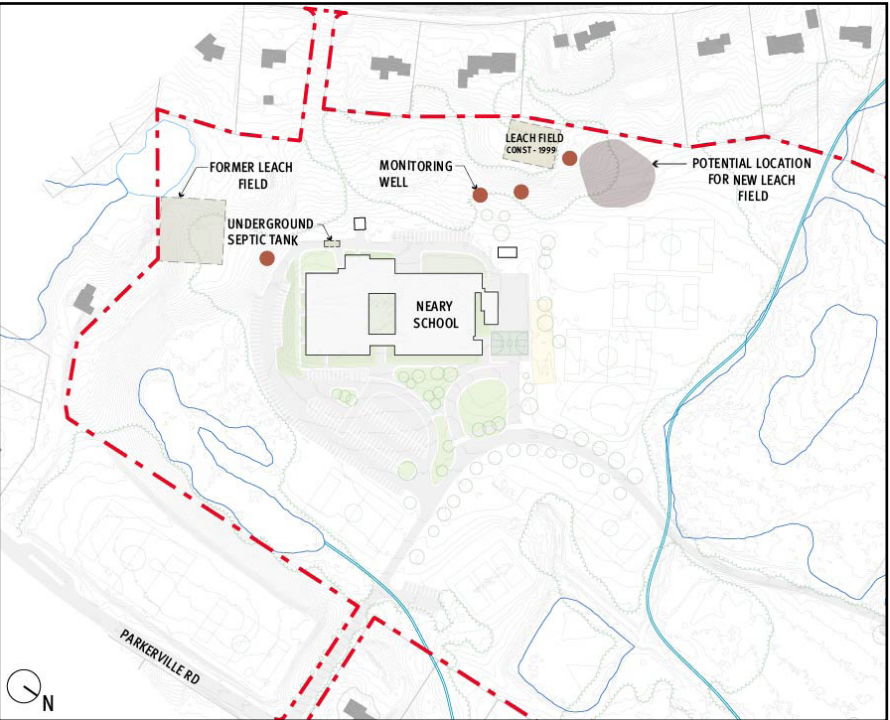 LEACH FIELD
CONST - 1999
FORMER LEACH
FIELD
MONITORING
WELL
POTENTIAL LOCATION
FOR NEW LEACH
FIELD
UNDERGROUND
SEPTIC TANK
NEARY
SCHOOL
PARKERVILLE RD
N